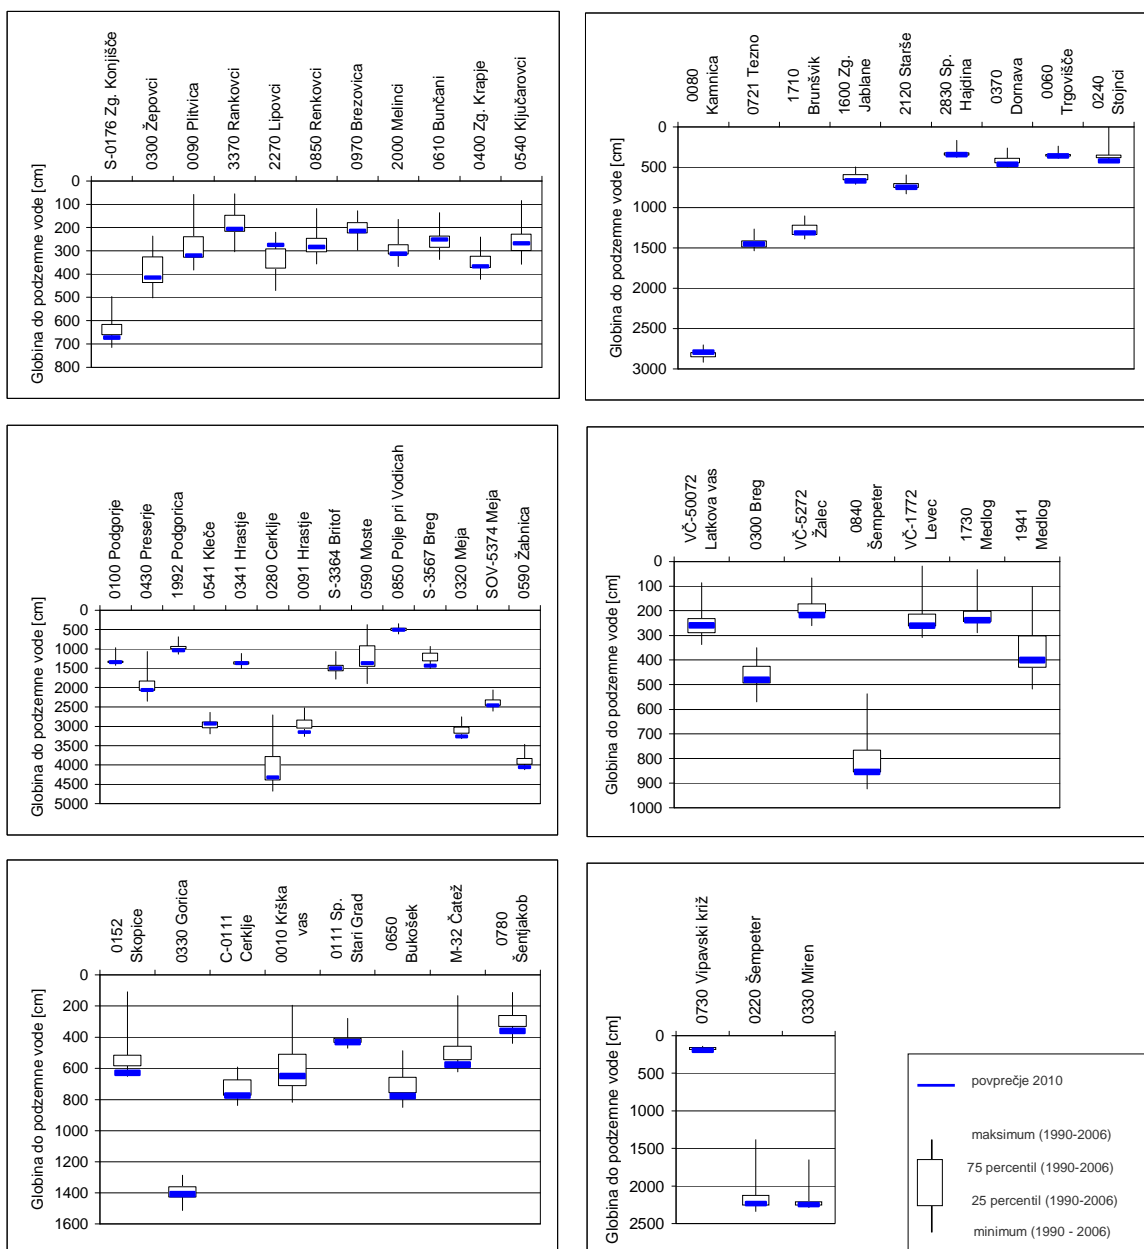 S-0176 Zg. Konjišče
0300 Žepovci
0090 Plitvica
3370 Rankovci
2270 Lipovci
0850 Renkovci
0970 Brezovica
2000 Melinci
0610 Bunčani
0400 Zg. Krapje
0540 Ključarovci
Globina do podzemne vode [cm]
0
100
200
300
400
500
600
700
800
0080
Kamnica
0721 Tezno
1710
Brunšvik
1600 Zg.
Jablane
2120 Starše
2830 Sp.
Hajdina
0370
Dornava
0060
Trgovišče
0240
Stojnci
Globina do podzemne vode [cm]
0
500
1000
1500
2000
2500
3000
0100 Podgorje
0430 Preserje
1992 Podgorica
0541 Kleče
0341 Hrastje
0280 Cerklje
0091 Hrastje
S-3364 Britof
0590 Moste
0850 Polje pri Vodicah
S-3567 Breg
0320 Meja
SOV-5374 Meja
0590 Žabnica
Globina do podzemne vode [cm]
0
500
1000
1500
2000
2500
3000
3500
4000
4500
5000
VČ-50072
Latkova vas
0300 Breg
VČ-5272
Žalec
0840
Šempeter
VČ-1772
Levec
1730
Medlog
1941
Medlog
Globina do podzemne vode [cm]
0
100
200
300
400
500
600
700
800
900
1000
0152
Skopice
0330 Gorica
C-0111
Cerklje
0010 Krška
vas
0111 Sp.
Stari Grad
0650
Bukošek
M-32 Čatež
0780
Šentjakob
Globina do podzemne vode [cm]
0
200
400
600
800
1000
1200
1400
1600
0730 Vipavski križ
0220 Šempeter
0330 Miren
Globina do podzemne vode [cm]
0
500
1000
1500
2000
2500
povprečje 2010
maksimum (1990-2006)
75 percentil (1990-2006)
25 percentil (1990-2006)
minimum (1990 - 2006)